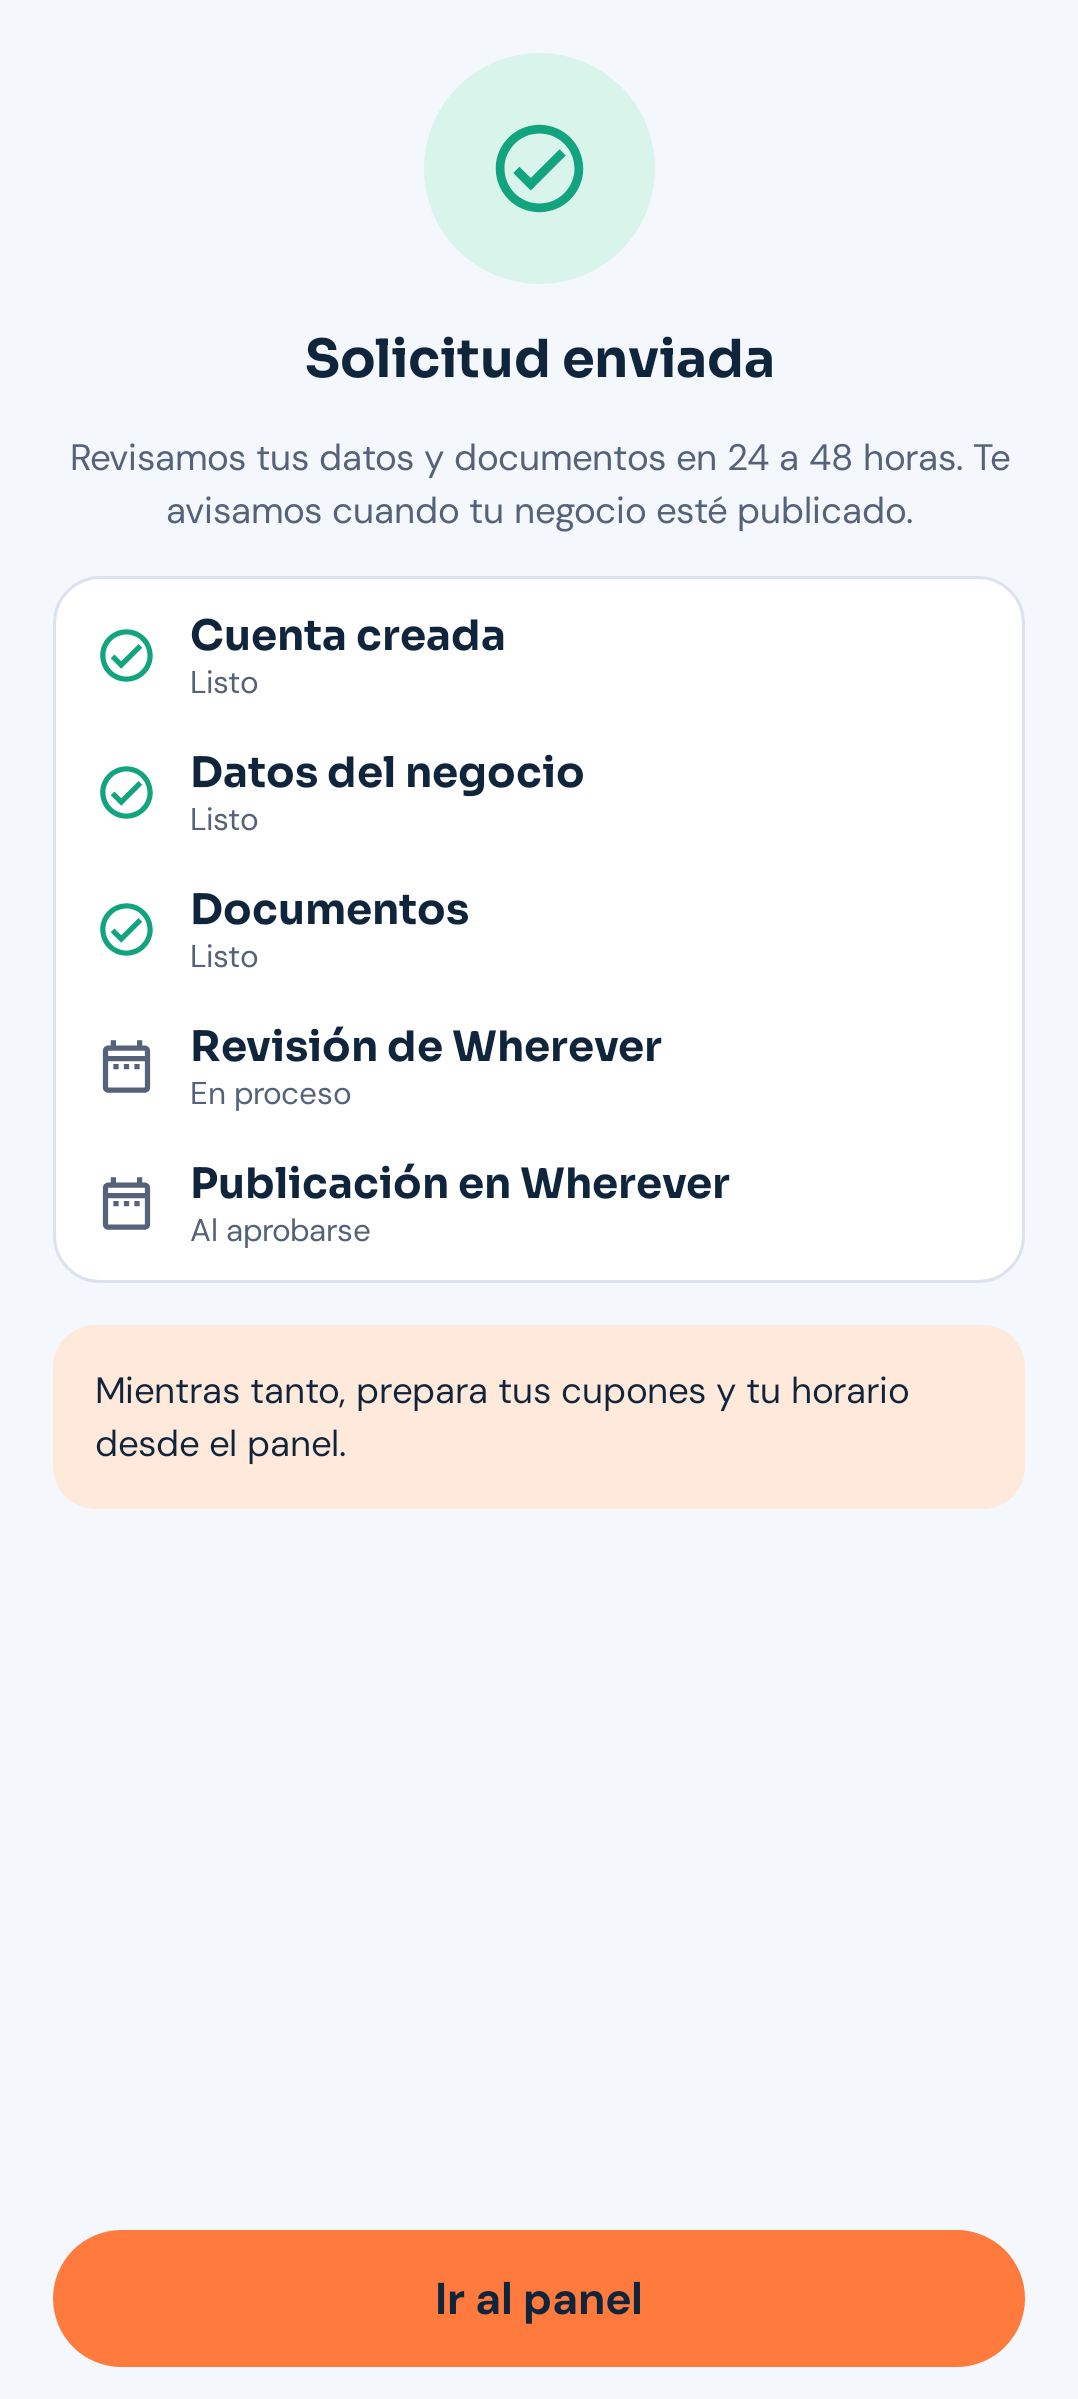 Solicitud enviada
Revisamos tus datos y documentos en 24 a 48 horas. Te
avisamos cuando tu negocio esté publicado.
Cuenta creada
Listo
Datos del negocio
Listo
Documentos
Listo
Revisión de Wherever
En proceso
Publicación en Wherever
Al aprobarse
Mientras tanto, prepara tus cupones y tu horario
desde el panel.
Ir al panel